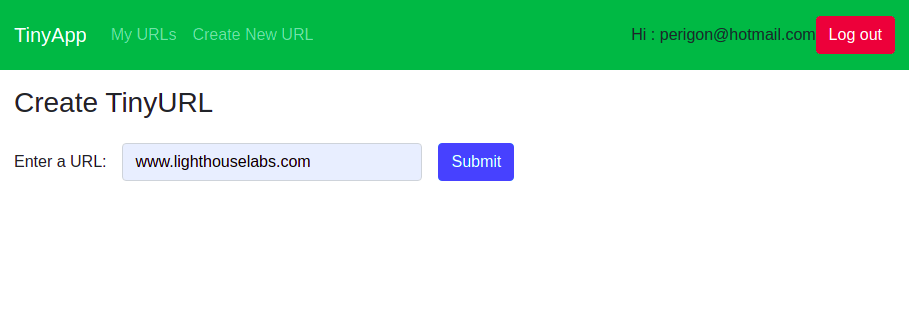 TinyApp My URLs Create New URL Hi : perigon@hotmail.com Log out
Create TinyURL
Enter a URL: www.lighthouselabs.com Submit